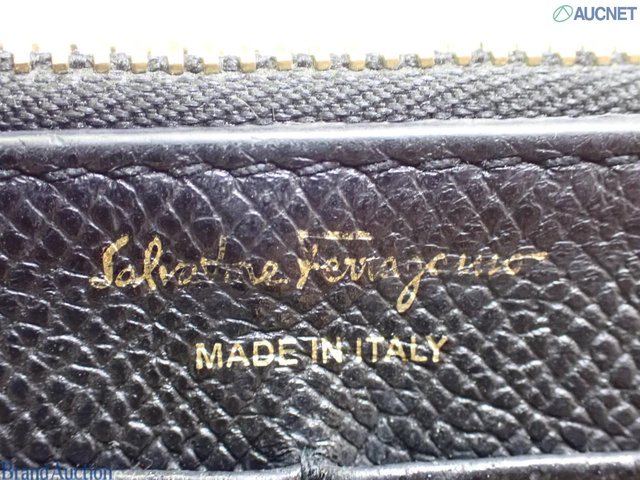 AUCNET
Salvatore Ferragamo
MADE IN ITALY
Brand Auction